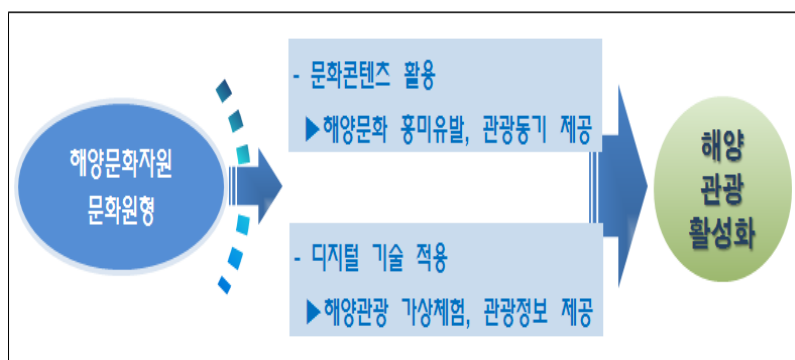 해양문화자원
문화원형
- 문화콘텐츠 활용
▶해양문화 흥미유발, 관광동기 제공
- 디지털 기술 적용
▶해양관광 가상체험, 관광정보 제공
해양
관광
활성화